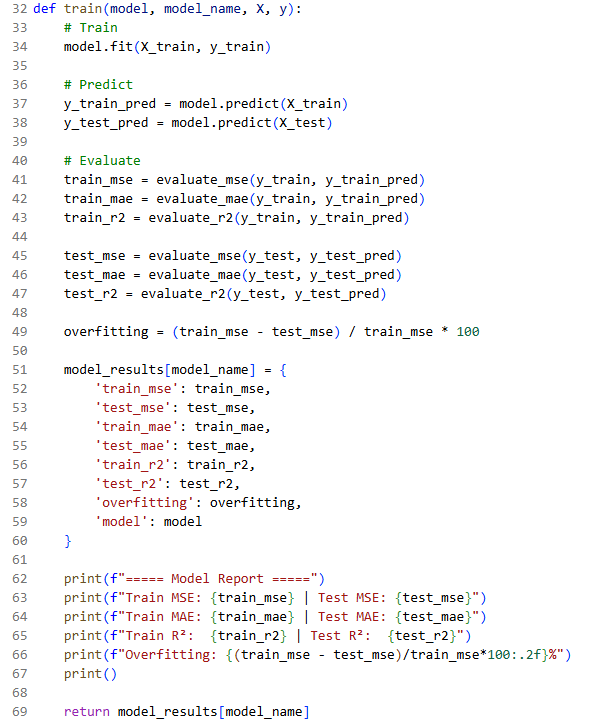 32 def train(model, model_name, X, y):
33     # Train
34     model.fit(X_train, y_train)
35
36     # Predict
37     y_train_pred = model.predict(X_train)
38     y_test_pred = model.predict(X_test)
39
40     # Evaluate
41     train_mse = evaluate_mse(y_train, y_train_pred)
42     train_mae = evaluate_mae(y_train, y_train_pred)
43     train_r2 = evaluate_r2(y_train, y_train_pred)
44
45     test_mse = evaluate_mse(y_test, y_test_pred)
46     test_mae = evaluate_mae(y_test, y_test_pred)
47     test_r2 = evaluate_r2(y_test, y_test_pred)
48
49     overfitting = (train_mse - test_mse) / train_mse * 100
50
51     model_results[model_name] = {
52         'train_mse': train_mse,
53         'test_mse': test_mse,
54         'train_mae': train_mae,
55         'test_mae': test_mae,
56         'train_r2': train_r2,
57         'test_r2': test_r2,
58         'overfitting': overfitting,
59         'model': model
60     }
61
62     print(f"===== Model Report =====")
63     print(f"Train MSE: {train_mse} | Test MSE: {test_mse}")
64     print(f"Train MAE: {train_mae} | Test MAE: {test_mae}")
65     print(f"Train R²:  {train_r2} | Test R²:  {test_r2}")
66     print(f"Overfitting: {(train_mse - test_mse)/train_mse*100:.2f}%")
67     print()
68
69     return model_results[model_name]